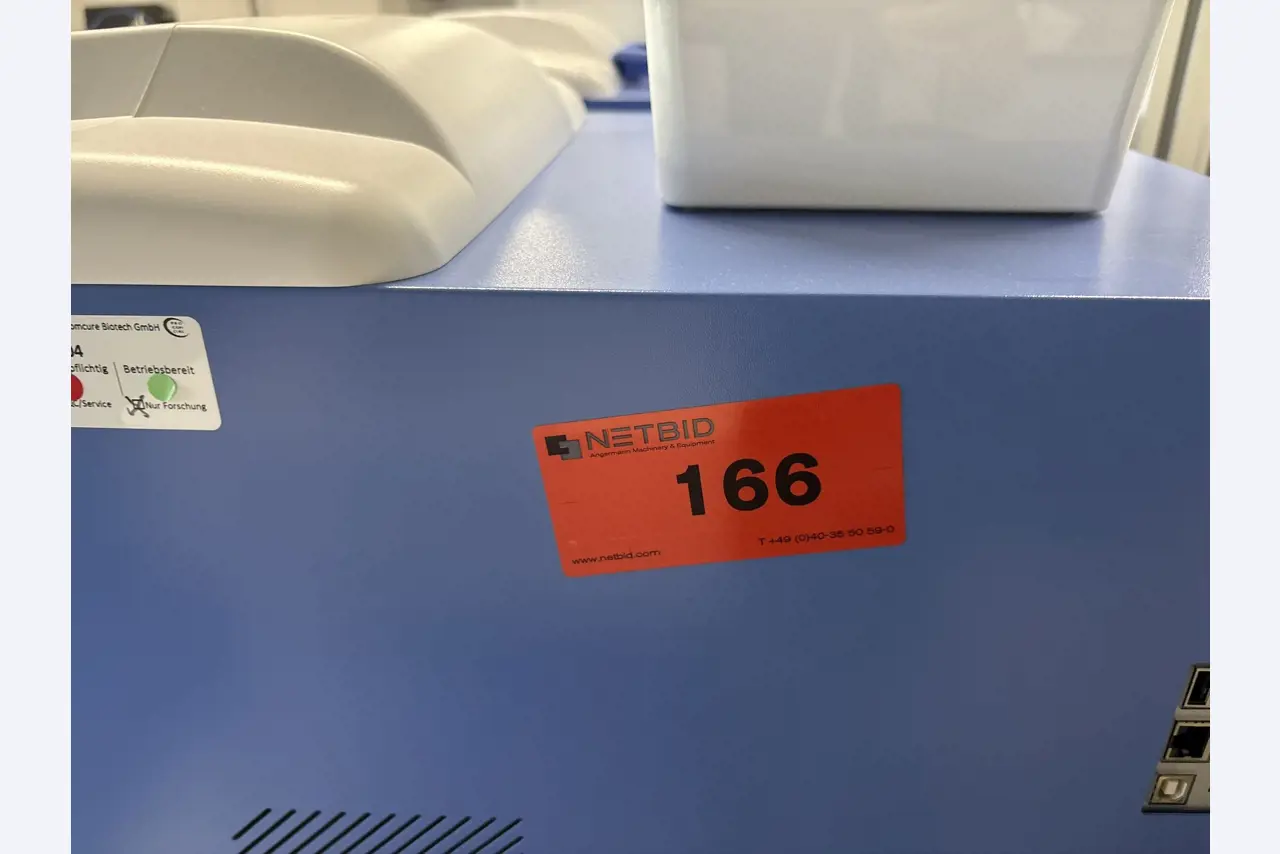 omcure Biotech GmbH
04
pflichtig
Betriebsbereit
/Service
Nur Forschung
NETBID
Angermann Machinery & Equipment
166
T +49 (0)40-35 50 59-0
www.netbid.com